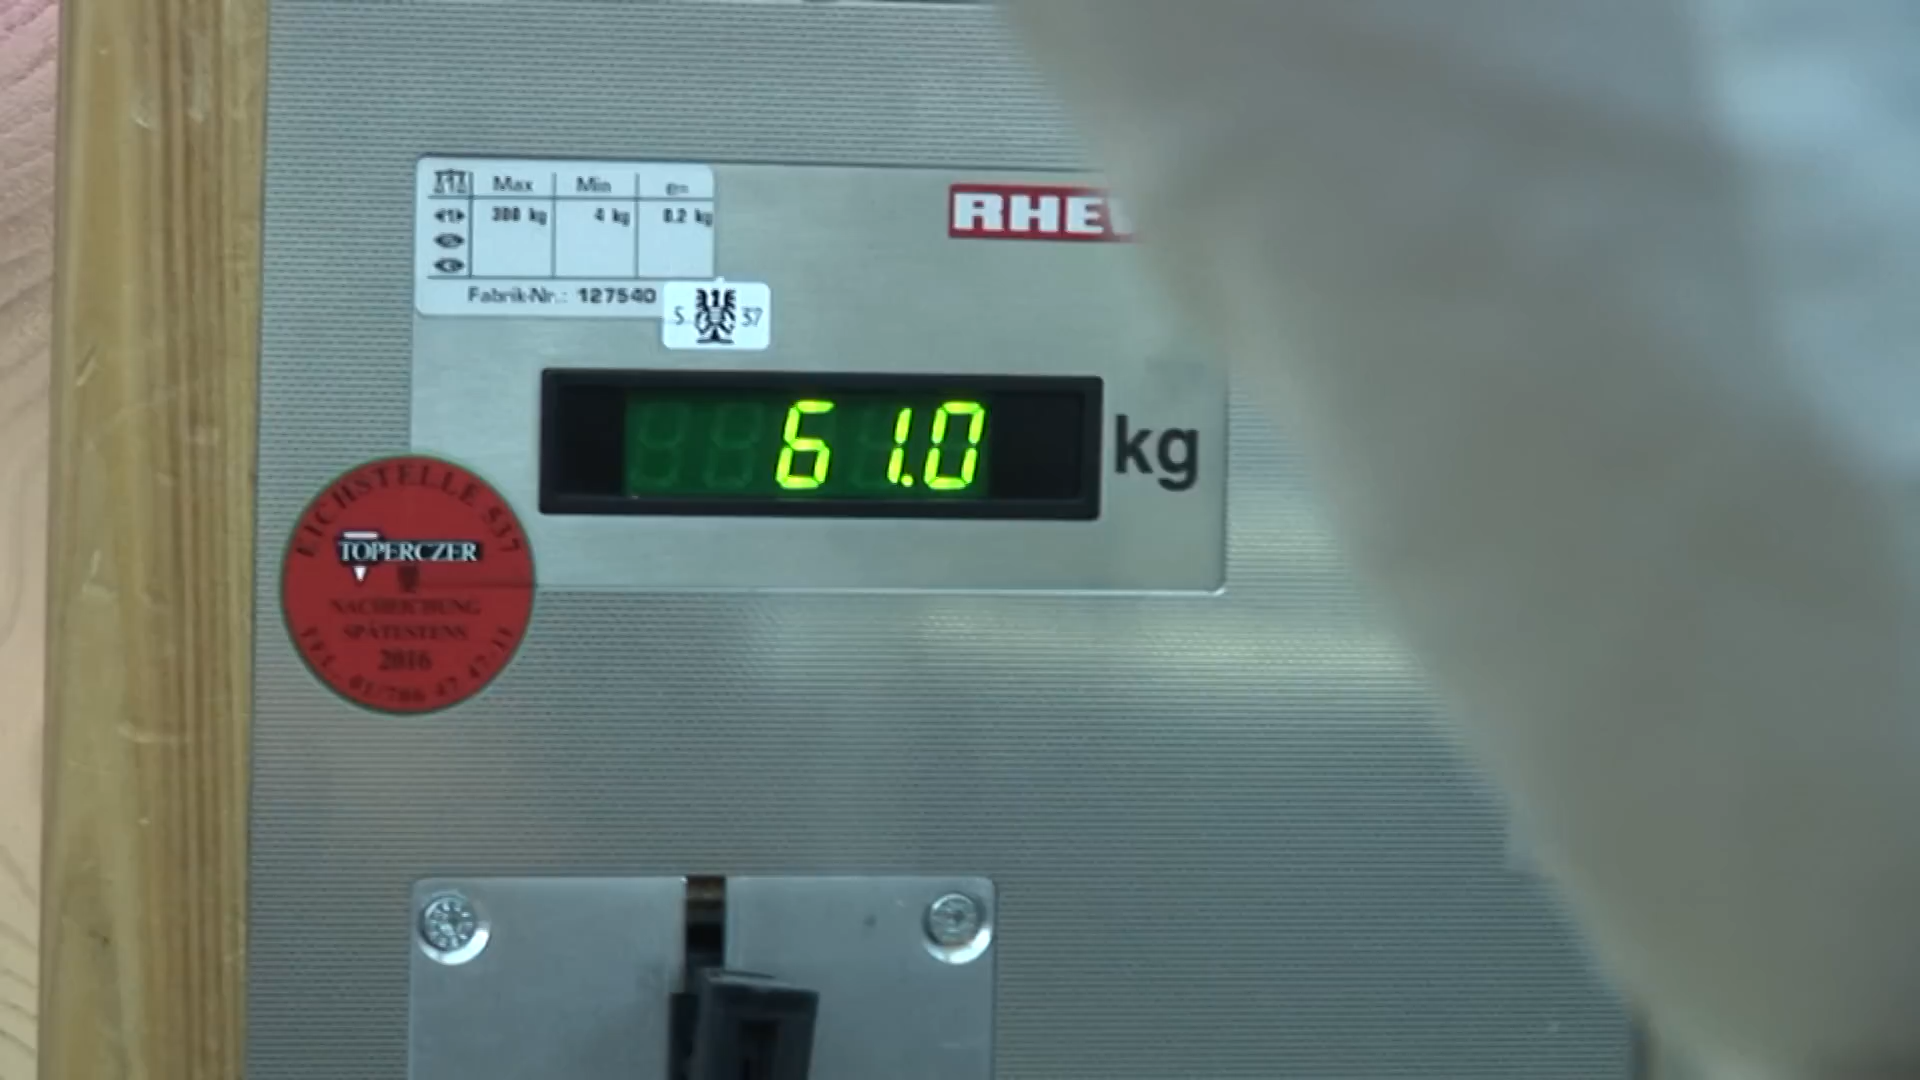 Max Min e=
300 kg 4 kg 0.2 kg
Fabrik-Nr.: 127540
S 37
RHE
61.0 kg
EICHSTELLE 537
TOPERCZER
NACHEICHUNG
SPÄTESTENS
2016